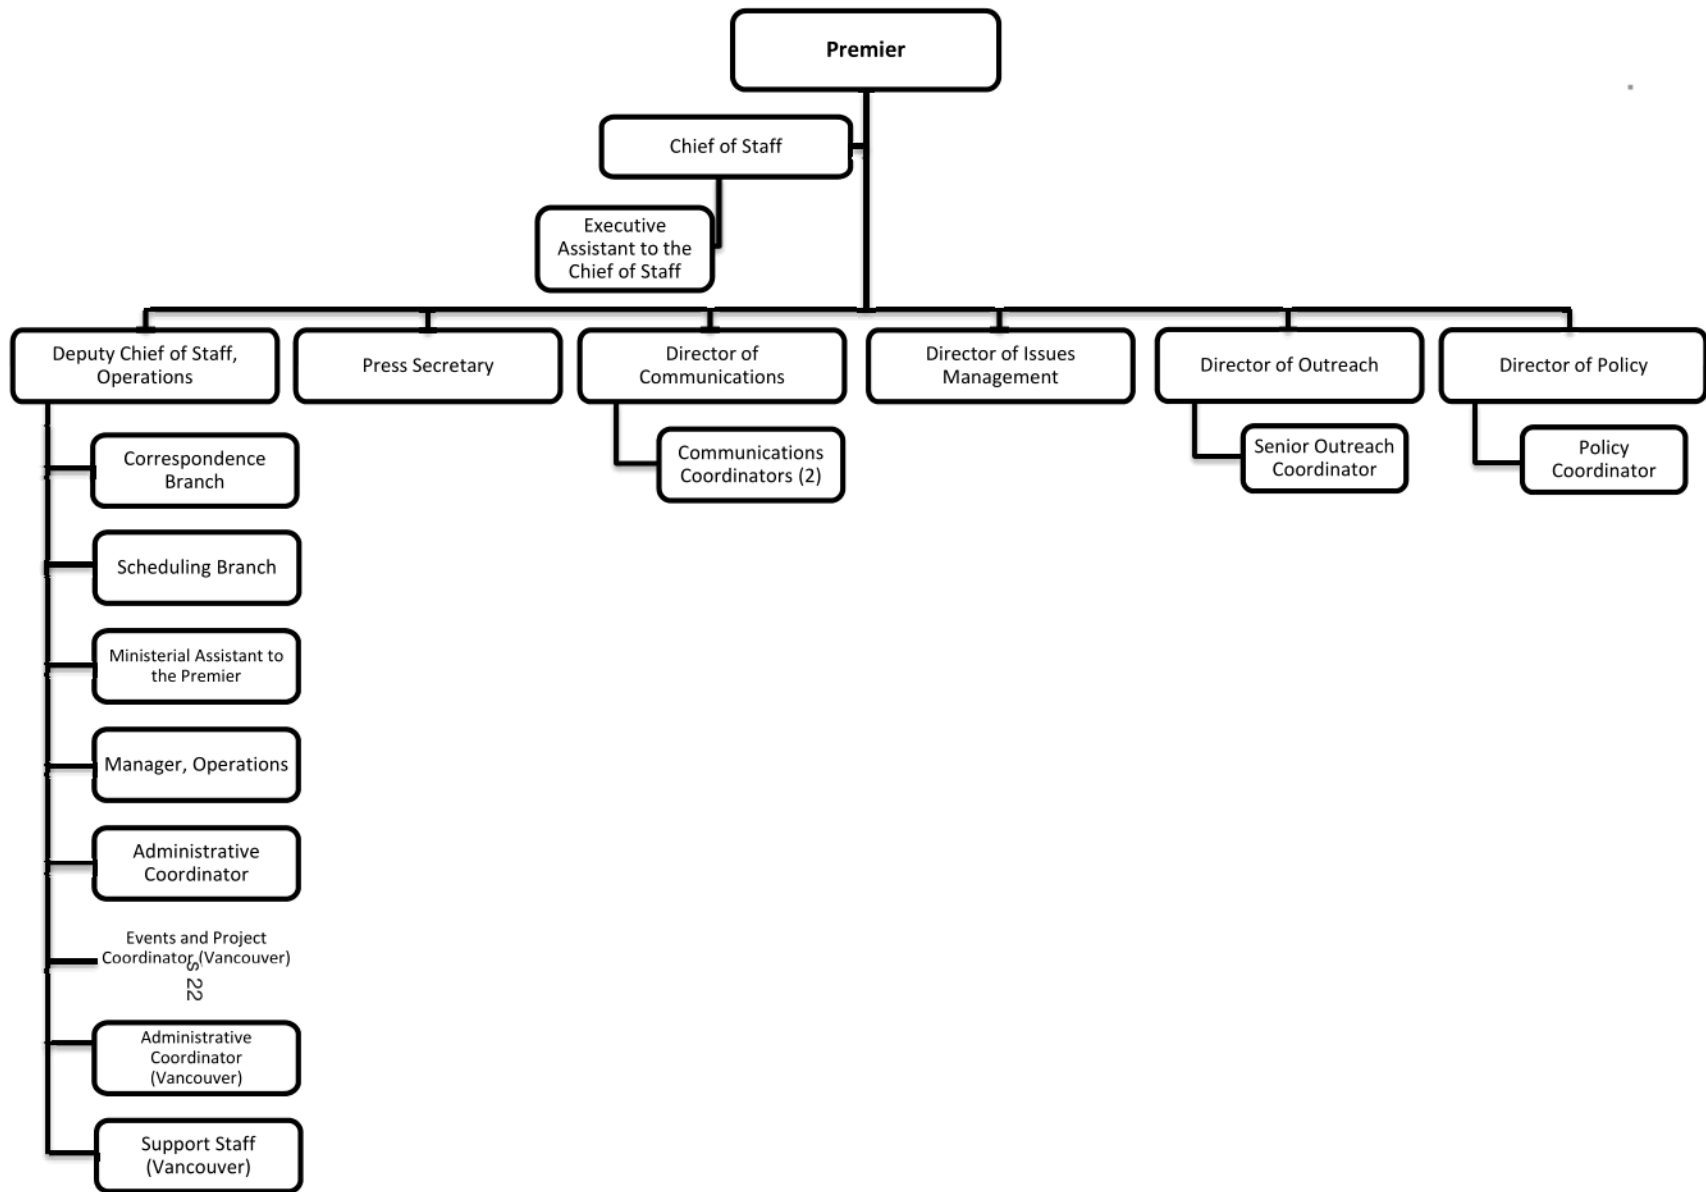 Premier
Chief of Staff
Executive
Assistant to the
Chief of Staff
Deputy Chief of Staff,
Operations
Press Secretary
Director of
Communications
Director of Issues
Management
Director of Outreach
Director of Policy
Correspondence
Branch
Communications
Coordinators (2)
Senior Outreach
Coordinator
Policy
Coordinator
Scheduling Branch
Ministerial Assistant to
the Premier
Manager, Operations
Administrative
Coordinator
Events and Project
Coordinator (Vancouver)
s 22
Administrative
Coordinator
(Vancouver)
Support Staff
(Vancouver)